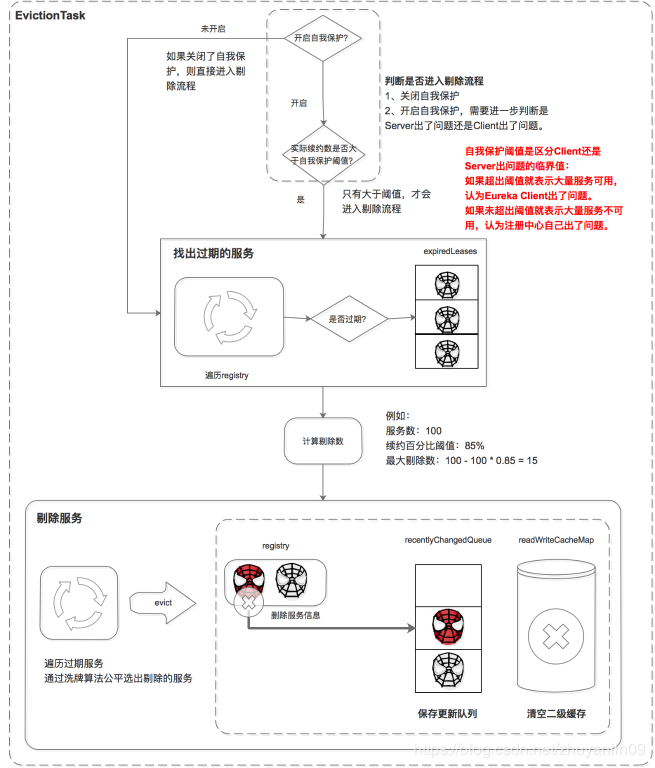 EvictionTask
未开启
开启自我保护?
如果关闭了自我保
护，则直接进入剔除
流程
开启
判断是否进入剔除流程
1、关闭自我保护
2、开启自我保护，需要进一步判断是
Server出了问题还是Client出了问题。
实际续约数是否大
于自我保护阈值?
自我保护阈值是区分Client还是
Server出问题的临界值：
如果超出阈值就表示大量服务可用，
认为Eureka Client出了问题。
如果未超出阈值就表示大量服务不可
用，认为注册中心自己出了问题。
是
只有大于阈值，才会
进入剔除流程
找出过期的服务
expiredLeases
是否过期?
遍历registry
计算剔除数
例如：
服务数：100
续约百分比阈值：85%
最大剔除数：100 - 100 * 0.85 = 15
剔除服务
registry
recentlyChangedQueue
readWriteCacheMap
evict
剔除服务信息
遍历过期服务
通过洗牌算法公平选出剔除的服务
保存更新队列
清空二级缓存
https://blog.csdn.net/zhuyanlin09